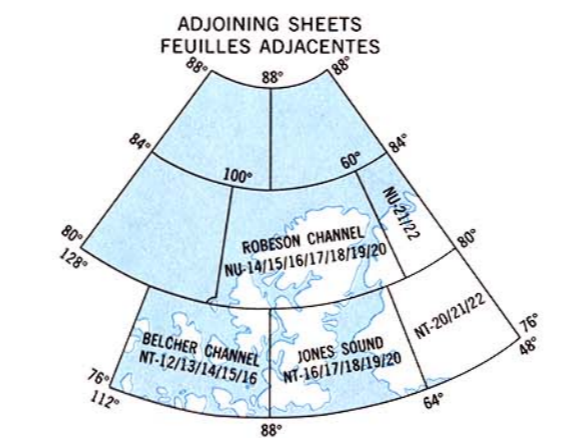 ADJOINING SHEETS
FEUILLES ADJACENTES
88°
88°
88°
84°
84°
100°
60°
NU-21/22
80°
128°
ROBESON CHANNEL
NU-14/15/16/17/18/19/20
80°
BELCHER CHANNEL
NT-12/13/14/15/16
JONES SOUND
NT-16/17/18/19/20
NT-20/21/22
76°
48°
76°
112°
64°
88°